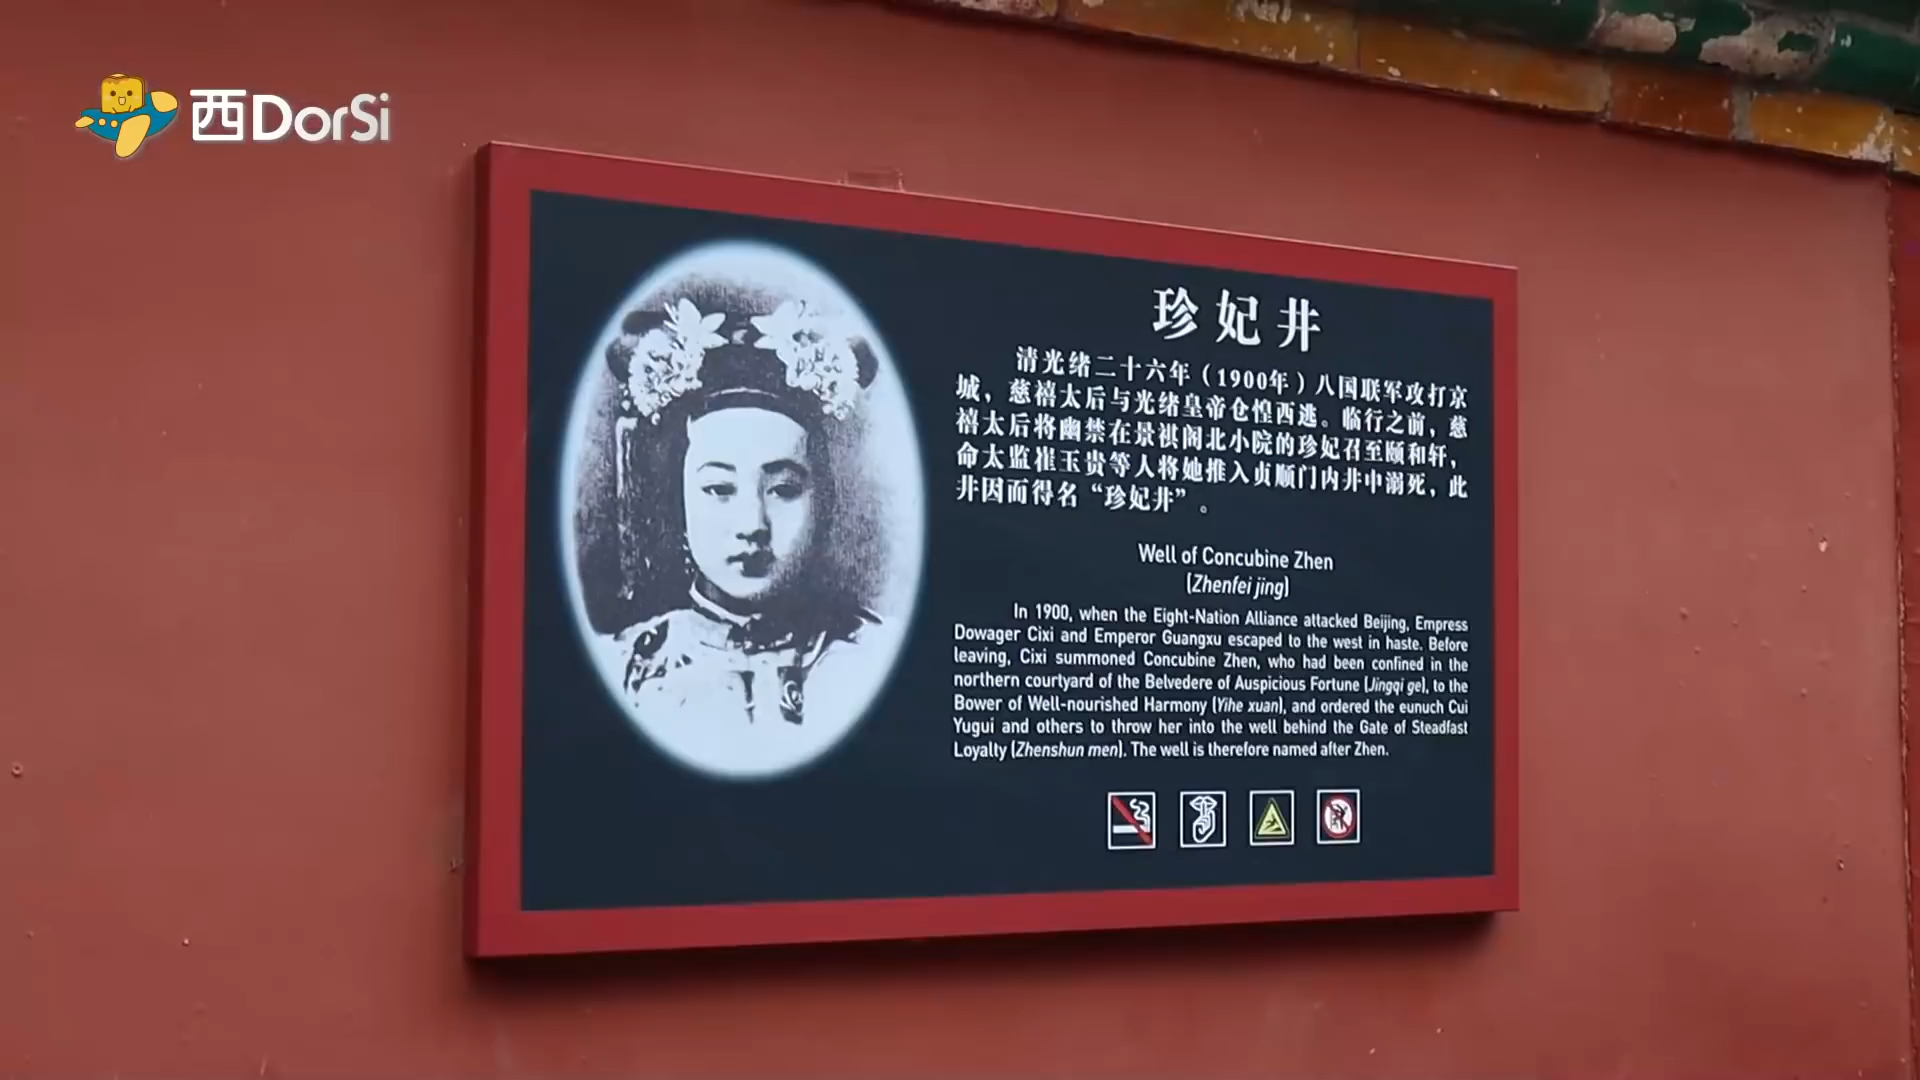 西DorSi
珍妃井
清光绪二十六年（1900年）八国联军攻打京
城，慈禧太后与光绪皇帝仓惶西逃。临行之前，慈
禧太后将幽禁在景祺阁北小院的珍妃召至颐和轩，
命太监崔玉贵等人将她推入贞顺门内井中溺死，此
井因而得名“珍妃井”。
Well of Concubine Zhen
(Zhenfei jing)
In 1900, when the Eight-Nation Alliance attacked Beijing, Empress
Dowager Cixi and Emperor Guangxu escaped to the west in haste. Before
leaving, Cixi summoned Concubine Zhen, who had been confined in the
northern courtyard of the Belvedere of Auspicious Fortune (Jingqi ge), to the
Bower of Well-nourished Harmony (Yihe xuan), and ordered the eunuch Cui
Yugui and others to throw her into the well behind the Gate of Steadfast
Loyalty (Zhenshun men). The well is therefore named after Zhen.